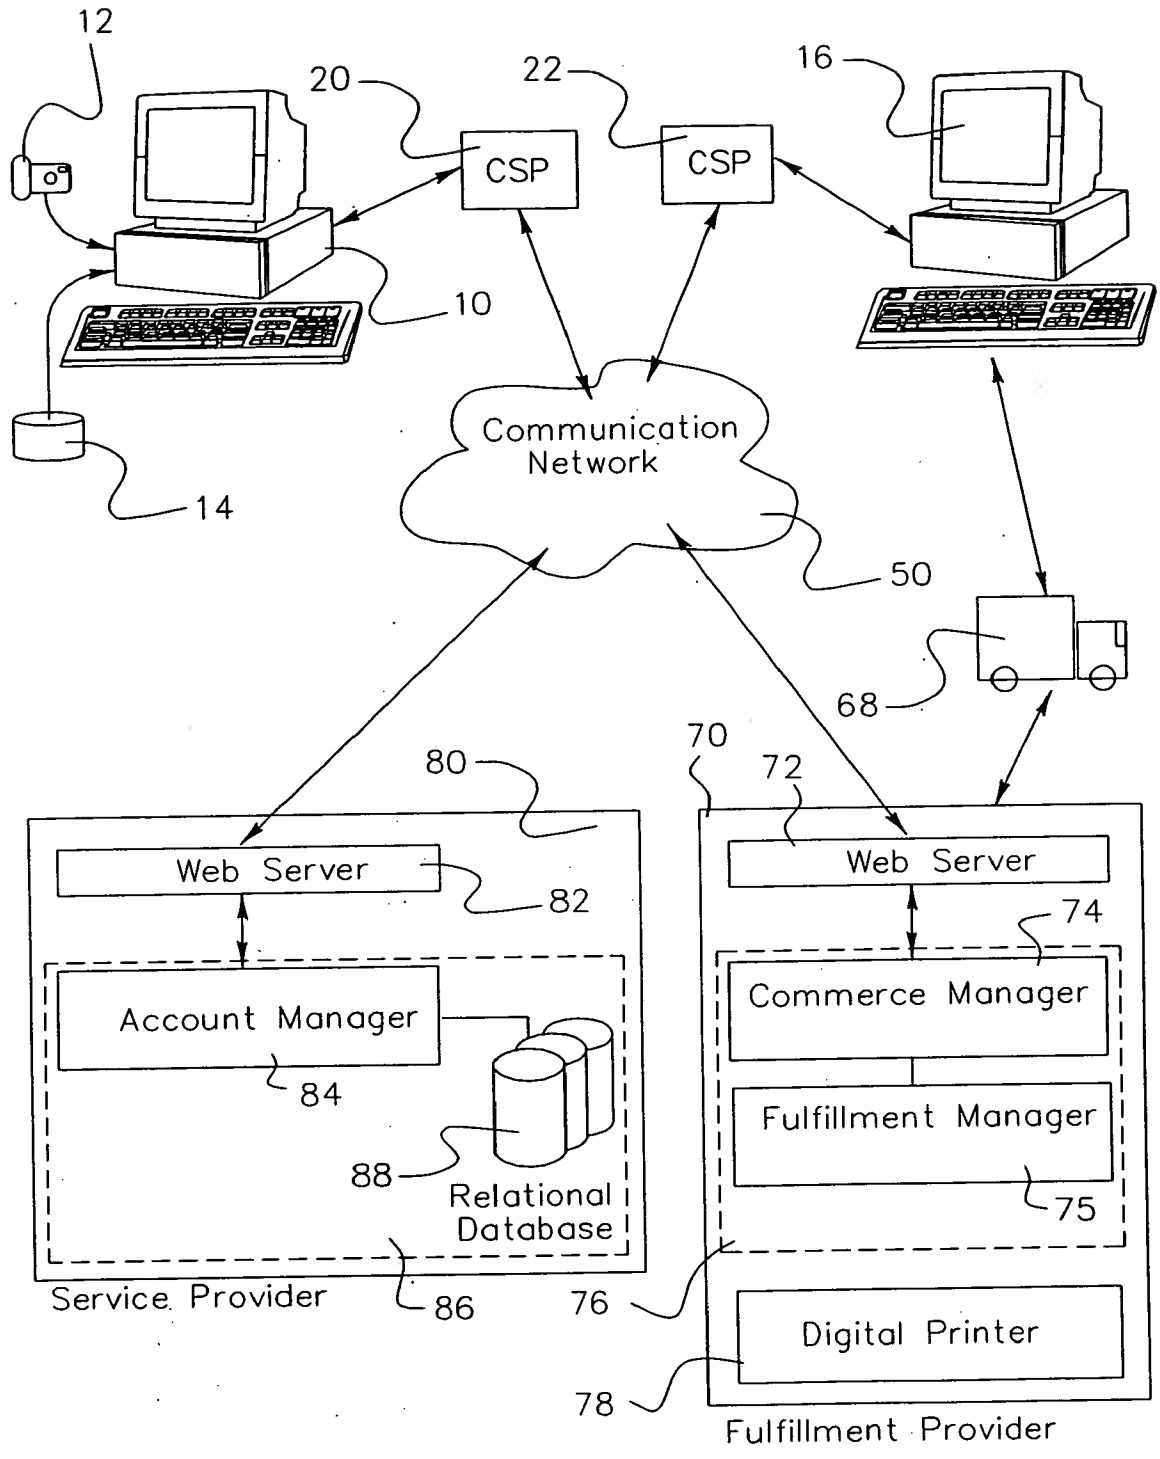 12
20
22
16
CSP
CSP
10
Communication
Network
14
50
68
70
72
80
Web Server
Web Server
82
74
Commerce Manager
Account Manager
84
Fulfillment Manager
88
Relational
Database
75
Service Provider
86
76
Digital Printer
78
Fulfillment Provider